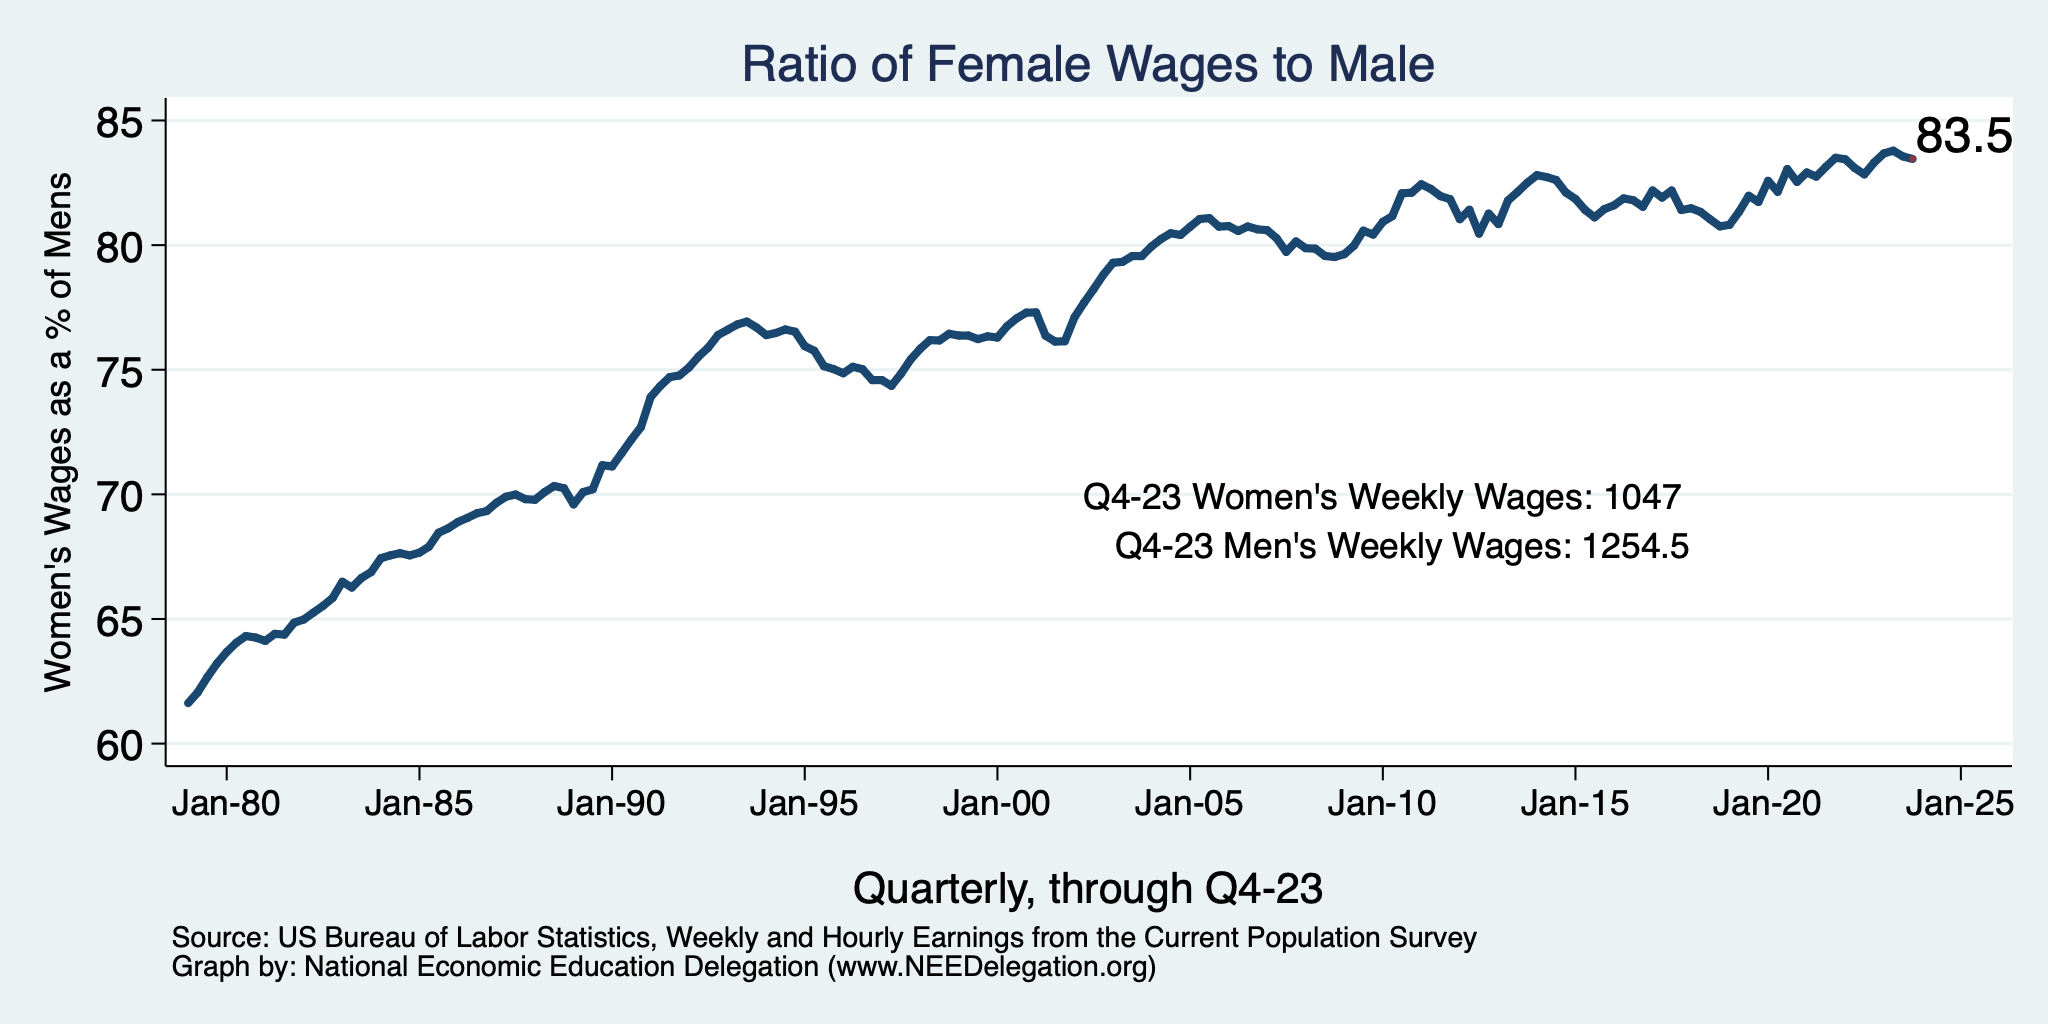 Ratio of Female Wages to Male
85
80
75
70
65
60
Women's Wages as a % of Mens
83.5
Q4-23 Women's Weekly Wages: 1047
Q4-23 Men's Weekly Wages: 1254.5
Jan-80 Jan-85 Jan-90 Jan-95 Jan-00 Jan-05 Jan-10 Jan-15 Jan-20 Jan-25
Quarterly, through Q4-23
Source: US Bureau of Labor Statistics, Weekly and Hourly Earnings from the Current Population Survey
Graph by: National Economic Education Delegation (www.NEEDelegation.org)